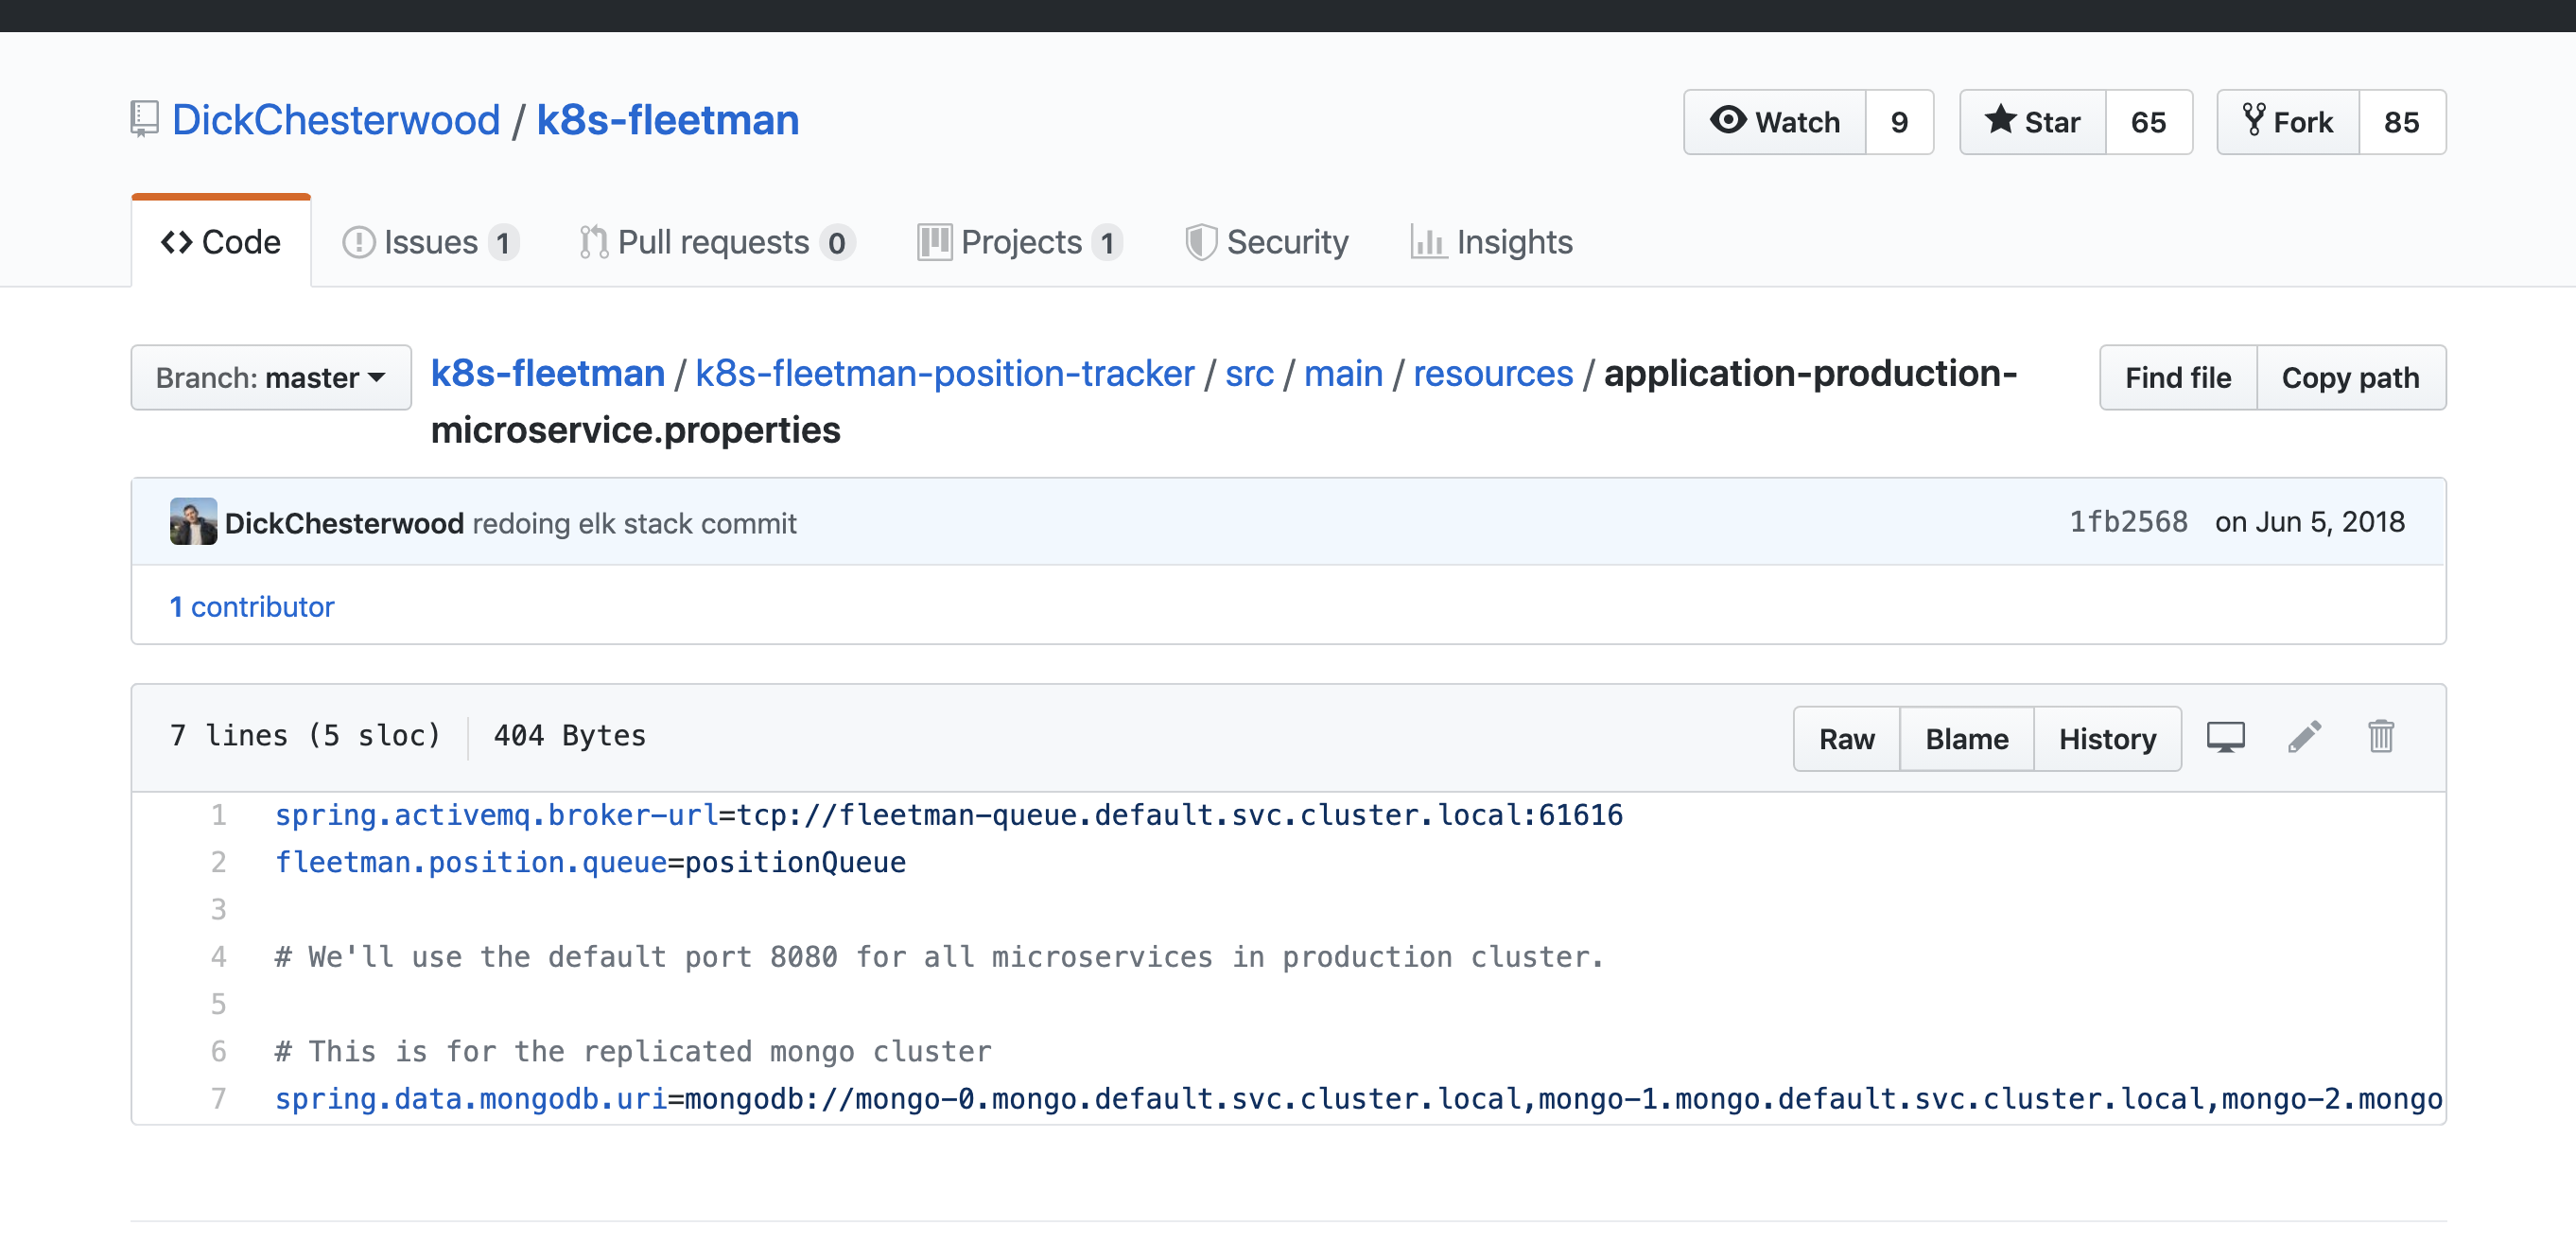 DickChesterwood / k8s-fleetman
Watch 9 Star 65 Fork 85
Code Issues 1 Pull requests 0 Projects 1 Security Insights
Branch: master k8s-fleetman / k8s-fleetman-position-tracker / src / main / resources / application-production-
microservice.properties
Find file Copy path
DickChesterwood redoing elk stack commit 1fb2568 on Jun 5, 2018
1 contributor
7 lines (5 sloc) 404 Bytes Raw Blame History
1 spring.activemq.broker-url=tcp://fleetman-queue.default.svc.cluster.local:61616
2 fleetman.position.queue=positionQueue
3
4 # We'll use the default port 8080 for all microservices in production cluster.
5
6 # This is for the replicated mongo cluster
7 spring.data.mongodb.uri=mongodb://mongo-0.mongo.default.svc.cluster.local,mongo-1.mongo.default.svc.cluster.local,mongo-2.mongo